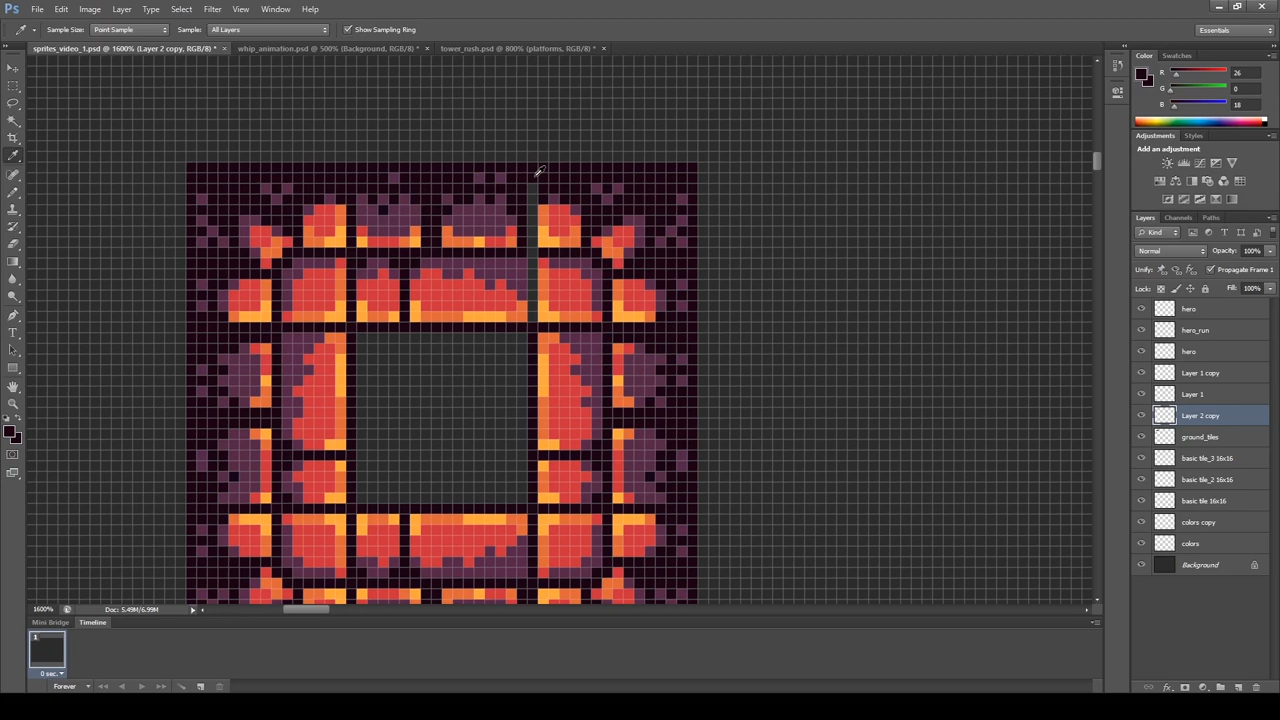 Ps File Edit Image Layer Type Select Filter View Window Help
Sample Size: Point Sample Sample: All Layers Show Sampling Ring Essentials
sprites_video_1.psd @ 1600% (Layer 2 copy, RGB/8) * × whip_animation.psd @ 500% (Background, RGB/8) * × tower_rush.psd @ 800% (platforms, RGB/8) * ×
Color Swatches
R 26
G 0
B 18
Adjustments Styles
Add an adjustment
Layers Channels Paths
Kind
Normal Opacity: 100%
Unify: Propagate Frame 1
Lock: Fill: 100%
hero
hero_run
hero
Layer 1 copy
Layer 1
Layer 2 copy
ground_tiles
basic tile_3 16x16
basic tile_2 16x16
basic tile 16x16
colors copy
colors
Background
1600% Doc: 5.49M/6.99M
Mini Bridge Timeline
1
0 sec.
Forever